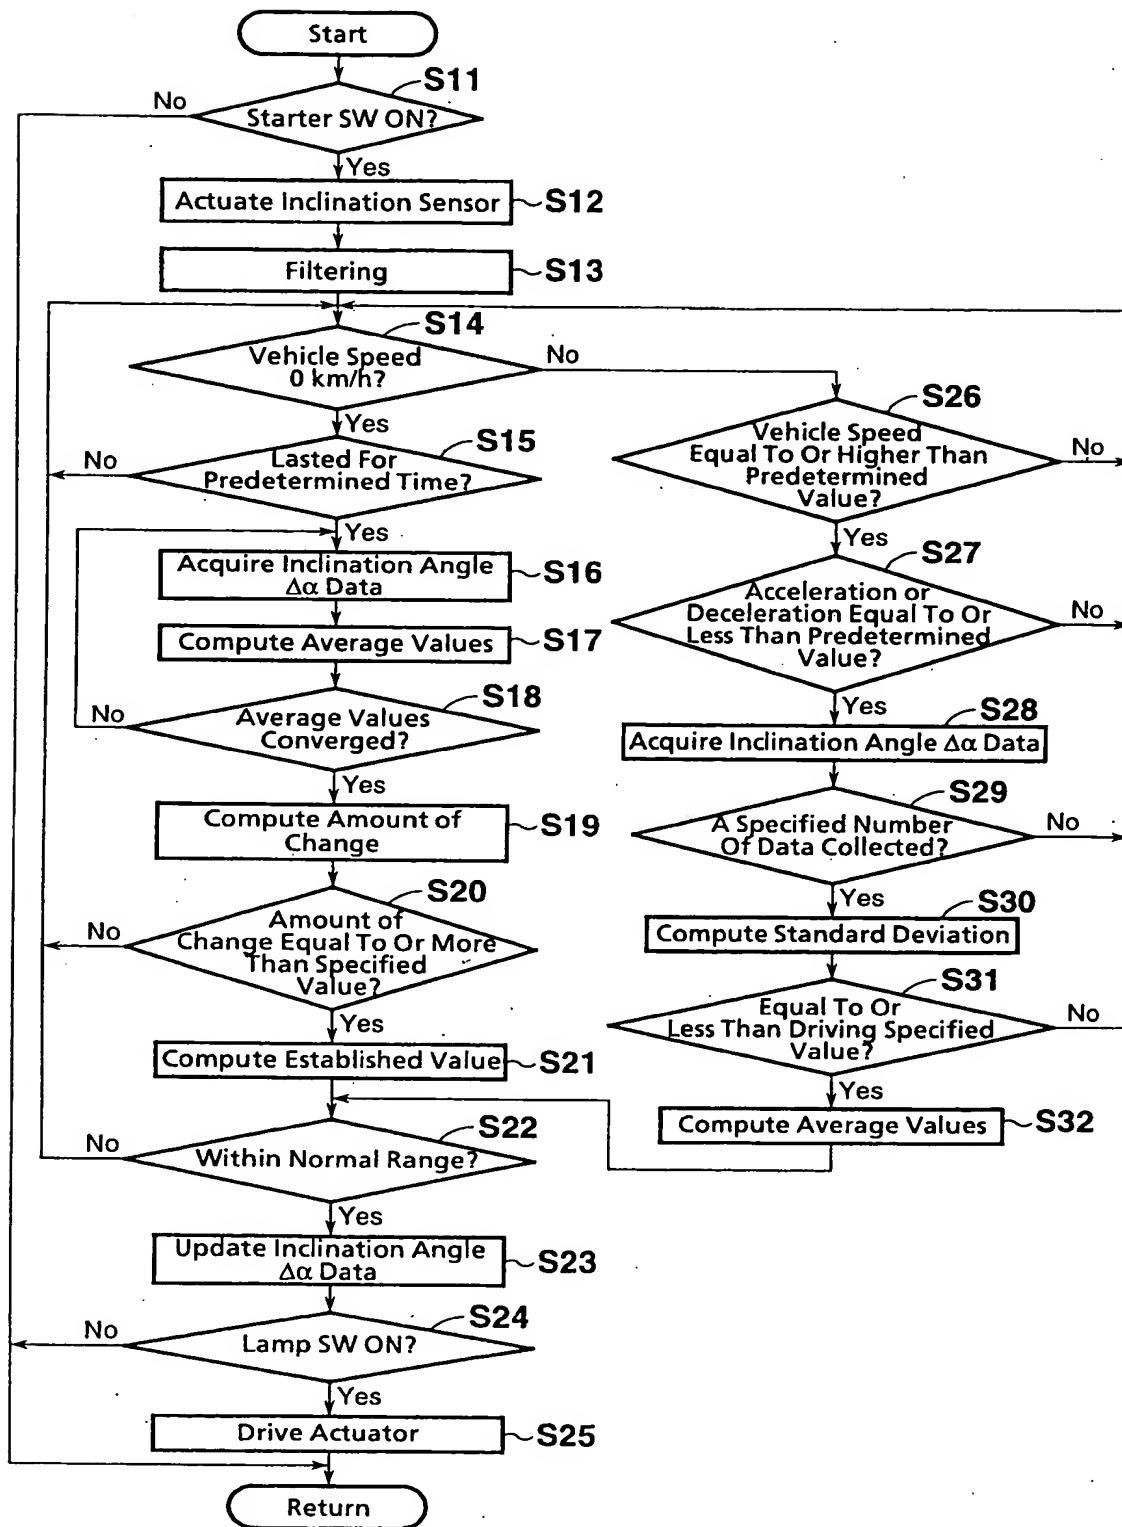 Start
S11
No
Starter SW ON?
Yes
Actuate Inclination Sensor
S12
Filtering
S13
S14
Vehicle Speed
0 km/h?
No
Yes
S15
No
Lasted For
Predetermined Time?
Yes
Acquire Inclination Angle
Δα Data
S16
Compute Average Values
S17
S18
No
Average Values
Converged?
Yes
Compute Amount of
Change
S19
S20
No
Amount of
Change Equal To Or More
Than Specified
Value?
Yes
Compute Established Value
S21
S22
No
Within Normal Range?
Yes
Update Inclination Angle
Δα Data
S23
S24
No
Lamp SW ON?
Yes
Drive Actuator
S25
Return
S26
Vehicle Speed
Equal To Or Higher Than
Predetermined
Value?
No
Yes
S27
Acceleration or
Deceleration Equal To Or
Less Than Predetermined
Value?
No
Yes
S28
Acquire Inclination Angle Δα Data
S29
A Specified Number
Of Data Collected?
No
Yes
S30
Compute Standard Deviation
S31
Equal To Or
Less Than Driving Specified
Value?
No
Yes
Compute Average Values
S32